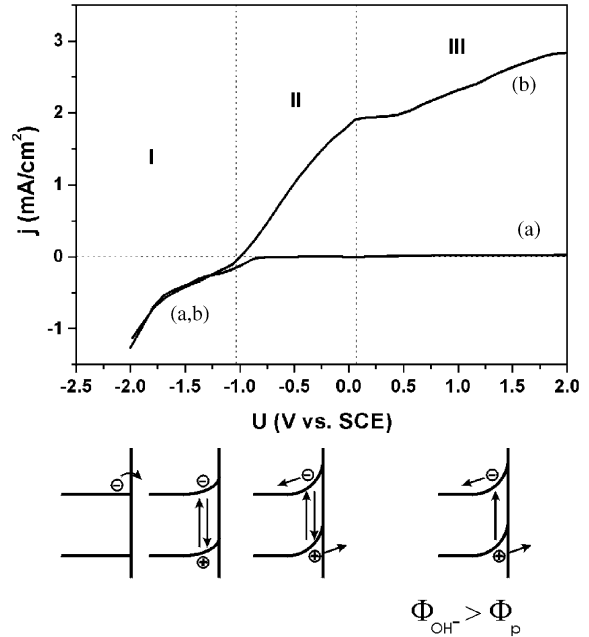 III
(b)
II
I
(a)
(a,b)
j (mA/cm²)
3
2
1
0
-1
-2.5 -2.0 -1.5 -1.0 -0.5 0.0 0.5 1.0 1.5 2.0
U (V vs. SCE)
⊖ ⊖ ⊖ ⊖
⊕ ⊕ ⊕
Φ_OH⁻ > Φ_p